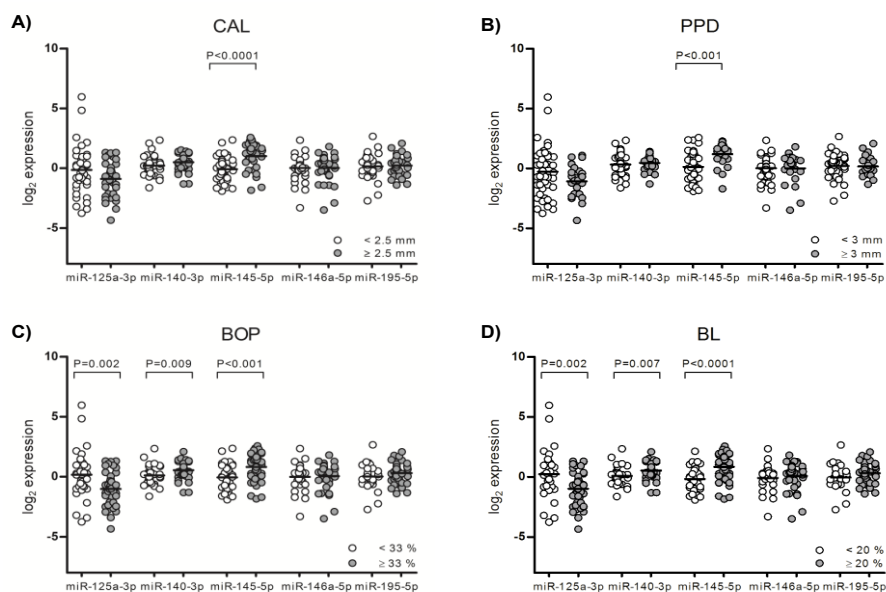 A)
CAL
P<0.0001
10
5
0
-5
log2 expression
< 2.5 mm
≥ 2.5 mm
miR-125a-3p miR-140-3p miR-145-5p miR-146a-5p miR-195-5p
B)
PPD
P<0.001
10
5
0
-5
log2 expression
< 3 mm
≥ 3 mm
miR-125a-3p miR-140-3p miR-145-5p miR-146a-5p miR-195-5p
C)
BOP
P=0.002 P=0.009 P<0.001
10
5
0
-5
log2 expression
< 33 %
≥ 33 %
miR-125a-3p miR-140-3p miR-145-5p miR-146a-5p miR-195-5p
D)
BL
P=0.002 P=0.007 P<0.0001
10
5
0
-5
log2 expression
< 20 %
≥ 20 %
miR-125a-3p miR-140-3p miR-145-5p miR-146a-5p miR-195-5p